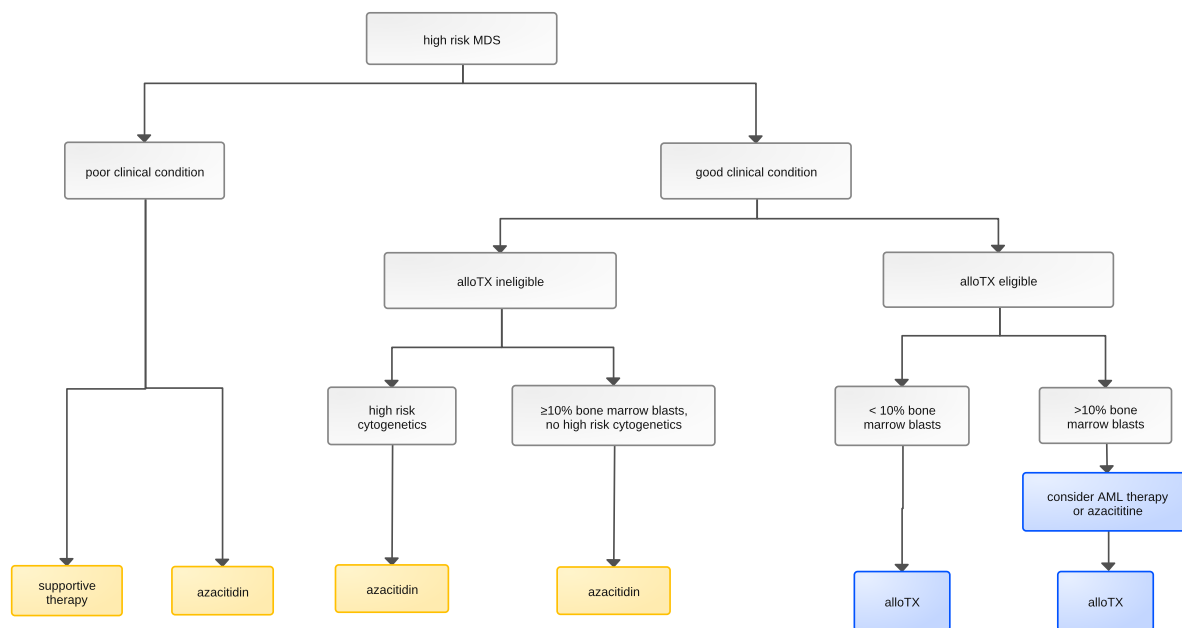 high risk MDS
poor clinical condition
good clinical condition
alloTX ineligible
alloTX eligible
high risk
cytogenetics
≥10% bone marrow blasts,
no high risk cytogenetics
< 10% bone
marrow blasts
>10% bone
marrow blasts
consider AML therapy
or azacititine
supportive
therapy
azacitidin
azacitidin
azacitidin
alloTX
alloTX